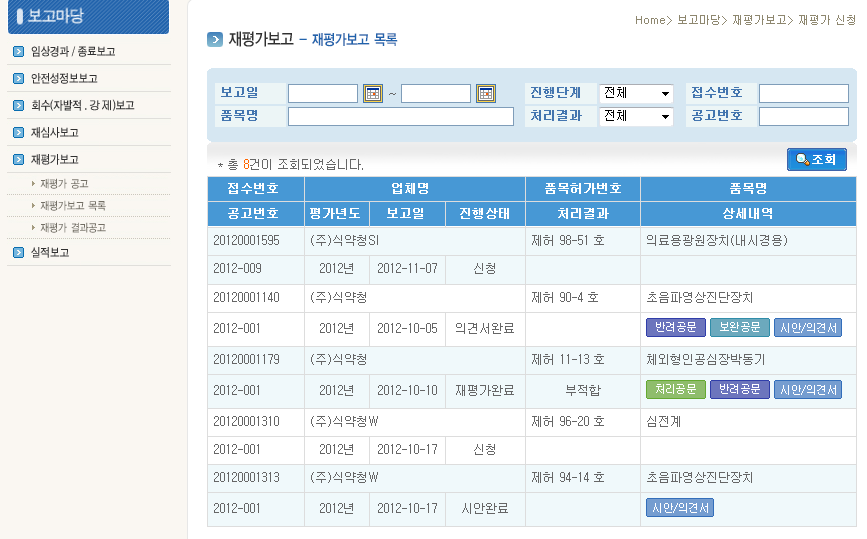 보고마당
임상경과 / 종료보고
안전성정보보고
회수(자발적 . 강 제)보고
재심사보고
재평가보고
재평가 공고
재평가보고 목록
재평가 결과공고
실적보고
Home> 보고마당> 재평가보고> 재평가 신청
재평가보고 - 재평가보고 목록
보고일 ~ 진행단계 전체 접수번호
품목명 처리결과 전체 공고번호
* 총 8건이 조회되었습니다. 조회
접수번호 업체명 품목허가번호 품목명
공고번호 평가년도 보고일 진행상태 처리결과 상세내역
20120001595 (주)식약청SI 제허 98-51 호 의료용광원장치(내시경용)
2012-009 2012년 2012-11-07 신청
20120001140 (주)식약청 제허 90-4 호 초음파영상진단장치
2012-001 2012년 2012-10-05 의견서완료 반려공문 보완공문 시안/의견서
20120001179 (주)식약청 제허 11-13 호 체외형인공심장박동기
2012-001 2012년 2012-10-10 재평가완료 부적합 처리공문 반려공문 시안/의견서
20120001310 (주)식약청W 제허 96-20 호 심전계
2012-001 2012년 2012-10-17 신청
20120001313 (주)식약청W 제허 94-14 호 초음파영상진단장치
2012-001 2012년 2012-10-17 시안완료 시안/의견서